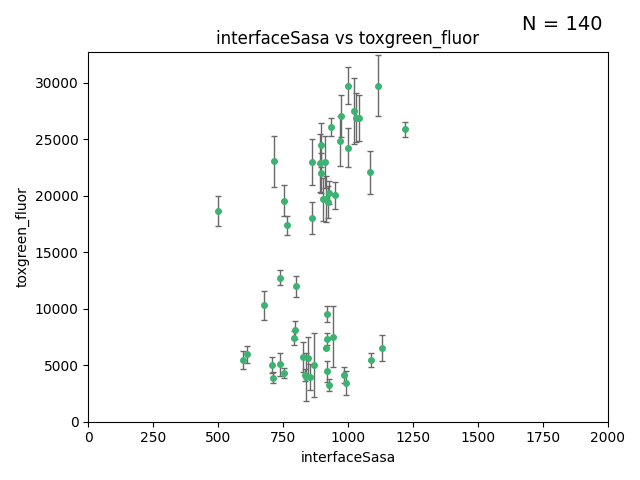 N = 140
interfaceSasa vs toxgreen_fluor
toxgreen_fluor
30000
25000
20000
15000
10000
5000
0
0 250 500 750 1000 1250 1500 1750 2000
interfaceSasa